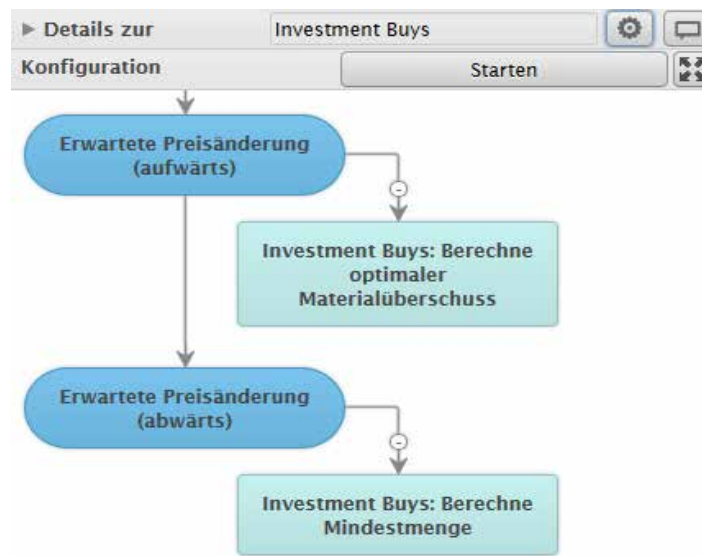 Details zur
Investment Buys
Konfiguration
Starten
Erwartete Preisänderung
(aufwärts)
-
Investment Buys: Berechne
optimaler
Materialüberschuss
Erwartete Preisänderung
(abwärts)
-
Investment Buys: Berechne
Mindestmenge